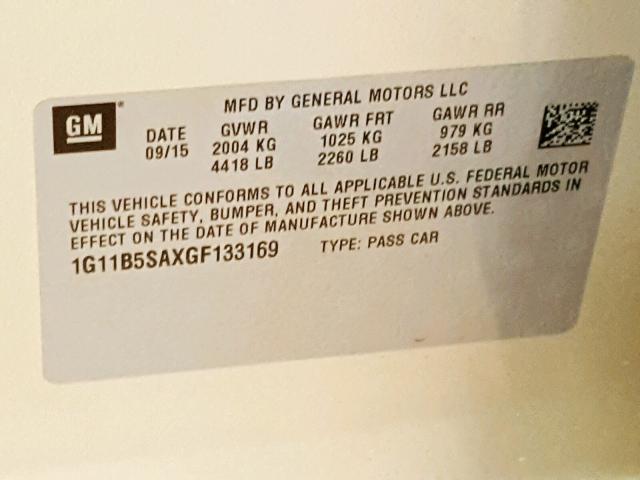 MFD BY GENERAL MOTORS LLC
GM
DATE GVWR GAWR FRT GAWR RR
09/15 2004 KG 1025 KG 979 KG
4418 LB 2260 LB 2158 LB
THIS VEHICLE CONFORMS TO ALL APPLICABLE U.S. FEDERAL MOTOR
VEHICLE SAFETY, BUMPER, AND THEFT PREVENTION STANDARDS IN
EFFECT ON THE DATE OF MANUFACTURE SHOWN ABOVE.
1G11B5SAXGF133169 TYPE: PASS CAR